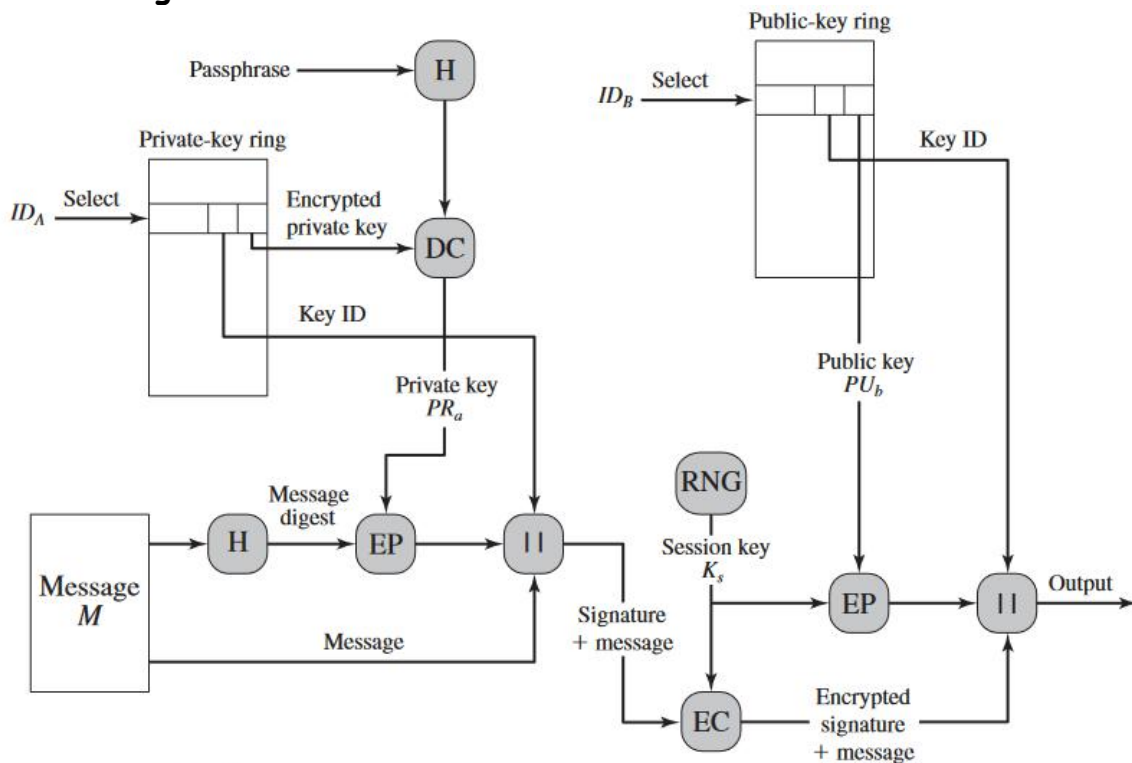 Public-key ring
Passphrase
H
Select
ID_B
Private-key ring
Key ID
Select
ID_A
Encrypted
private key
DC
Key ID
Public key
PU_b
Private key
PR_a
RNG
Message
digest
Session key
K_s
H
EP
||
Message
M
EP
||
Output
Signature
+ message
Message
EC
Encrypted
signature
+ message